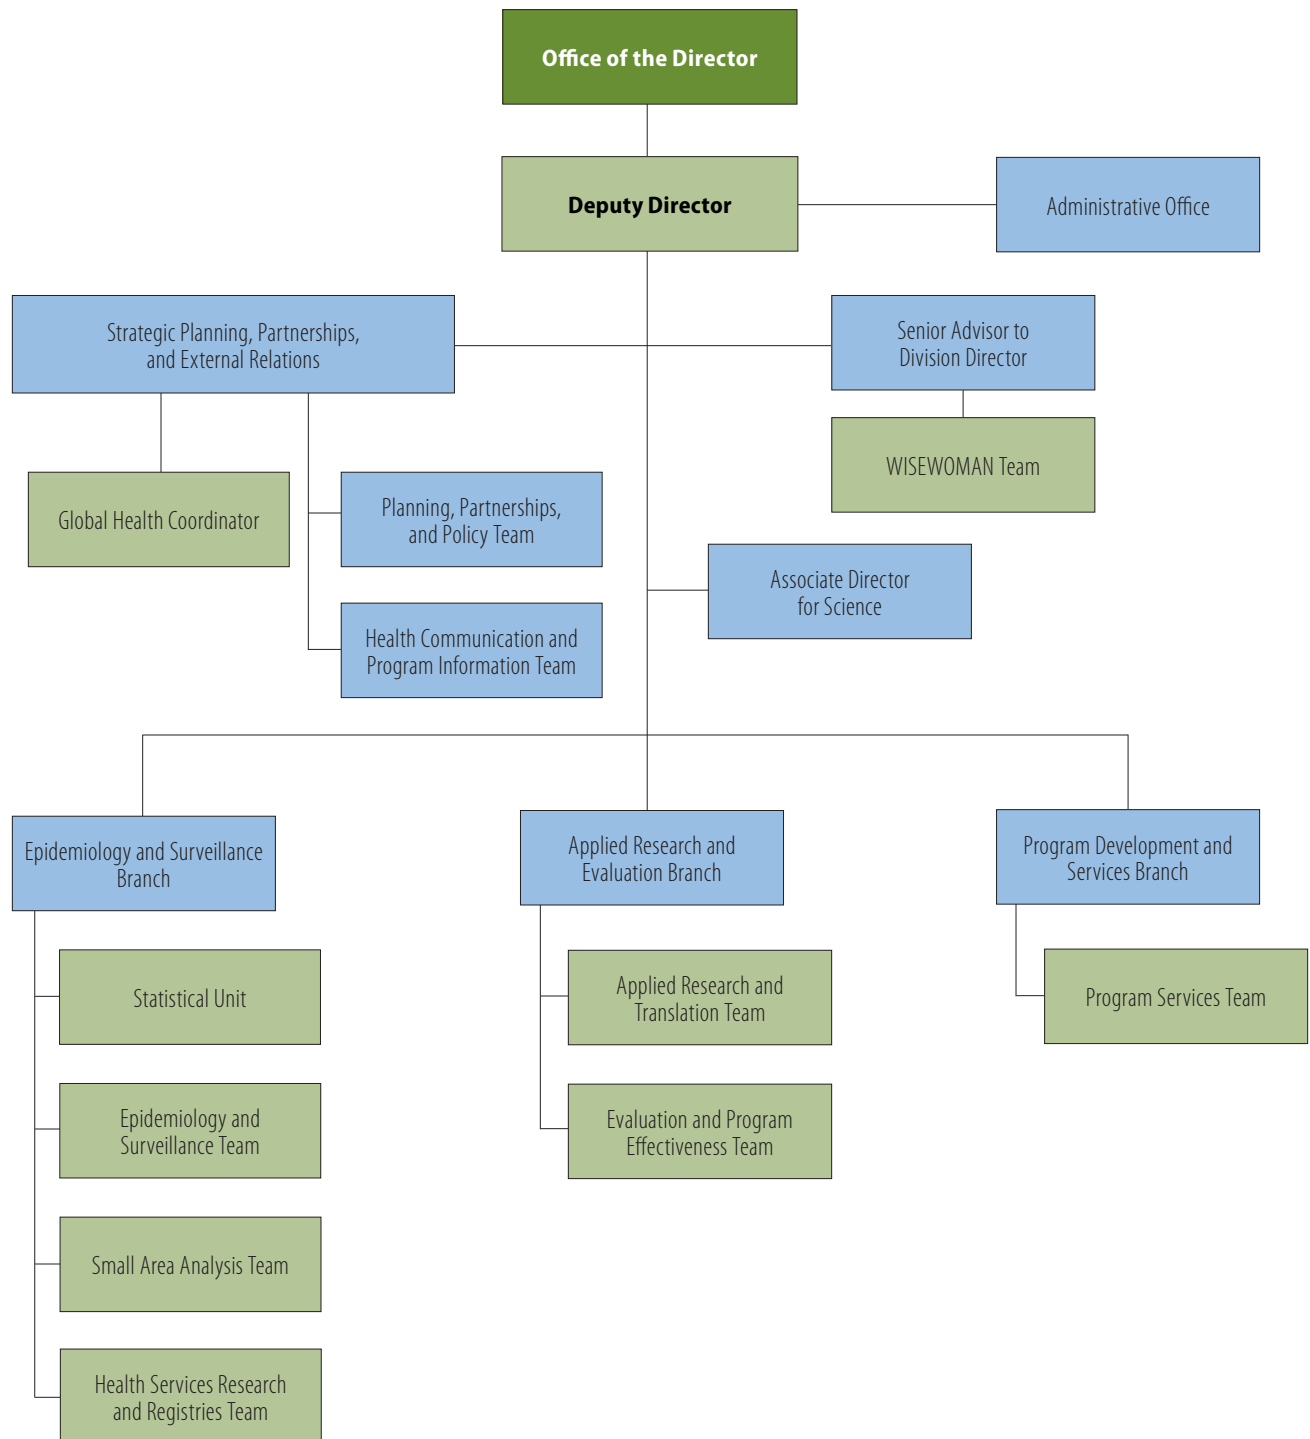 Office of the Director
Deputy Director
Administrative Office
Strategic Planning, Partnerships,
and External Relations
Senior Advisor to
Division Director
WISEWOMAN Team
Global Health Coordinator
Planning, Partnerships,
and Policy Team
Associate Director
for Science
Health Communication and
Program Information Team
Epidemiology and Surveillance
Branch
Applied Research and
Evaluation Branch
Program Development and
Services Branch
Statistical Unit
Applied Research and
Translation Team
Program Services Team
Epidemiology and
Surveillance Team
Evaluation and Program
Effectiveness Team
Small Area Analysis Team
Health Services Research
and Registries Team